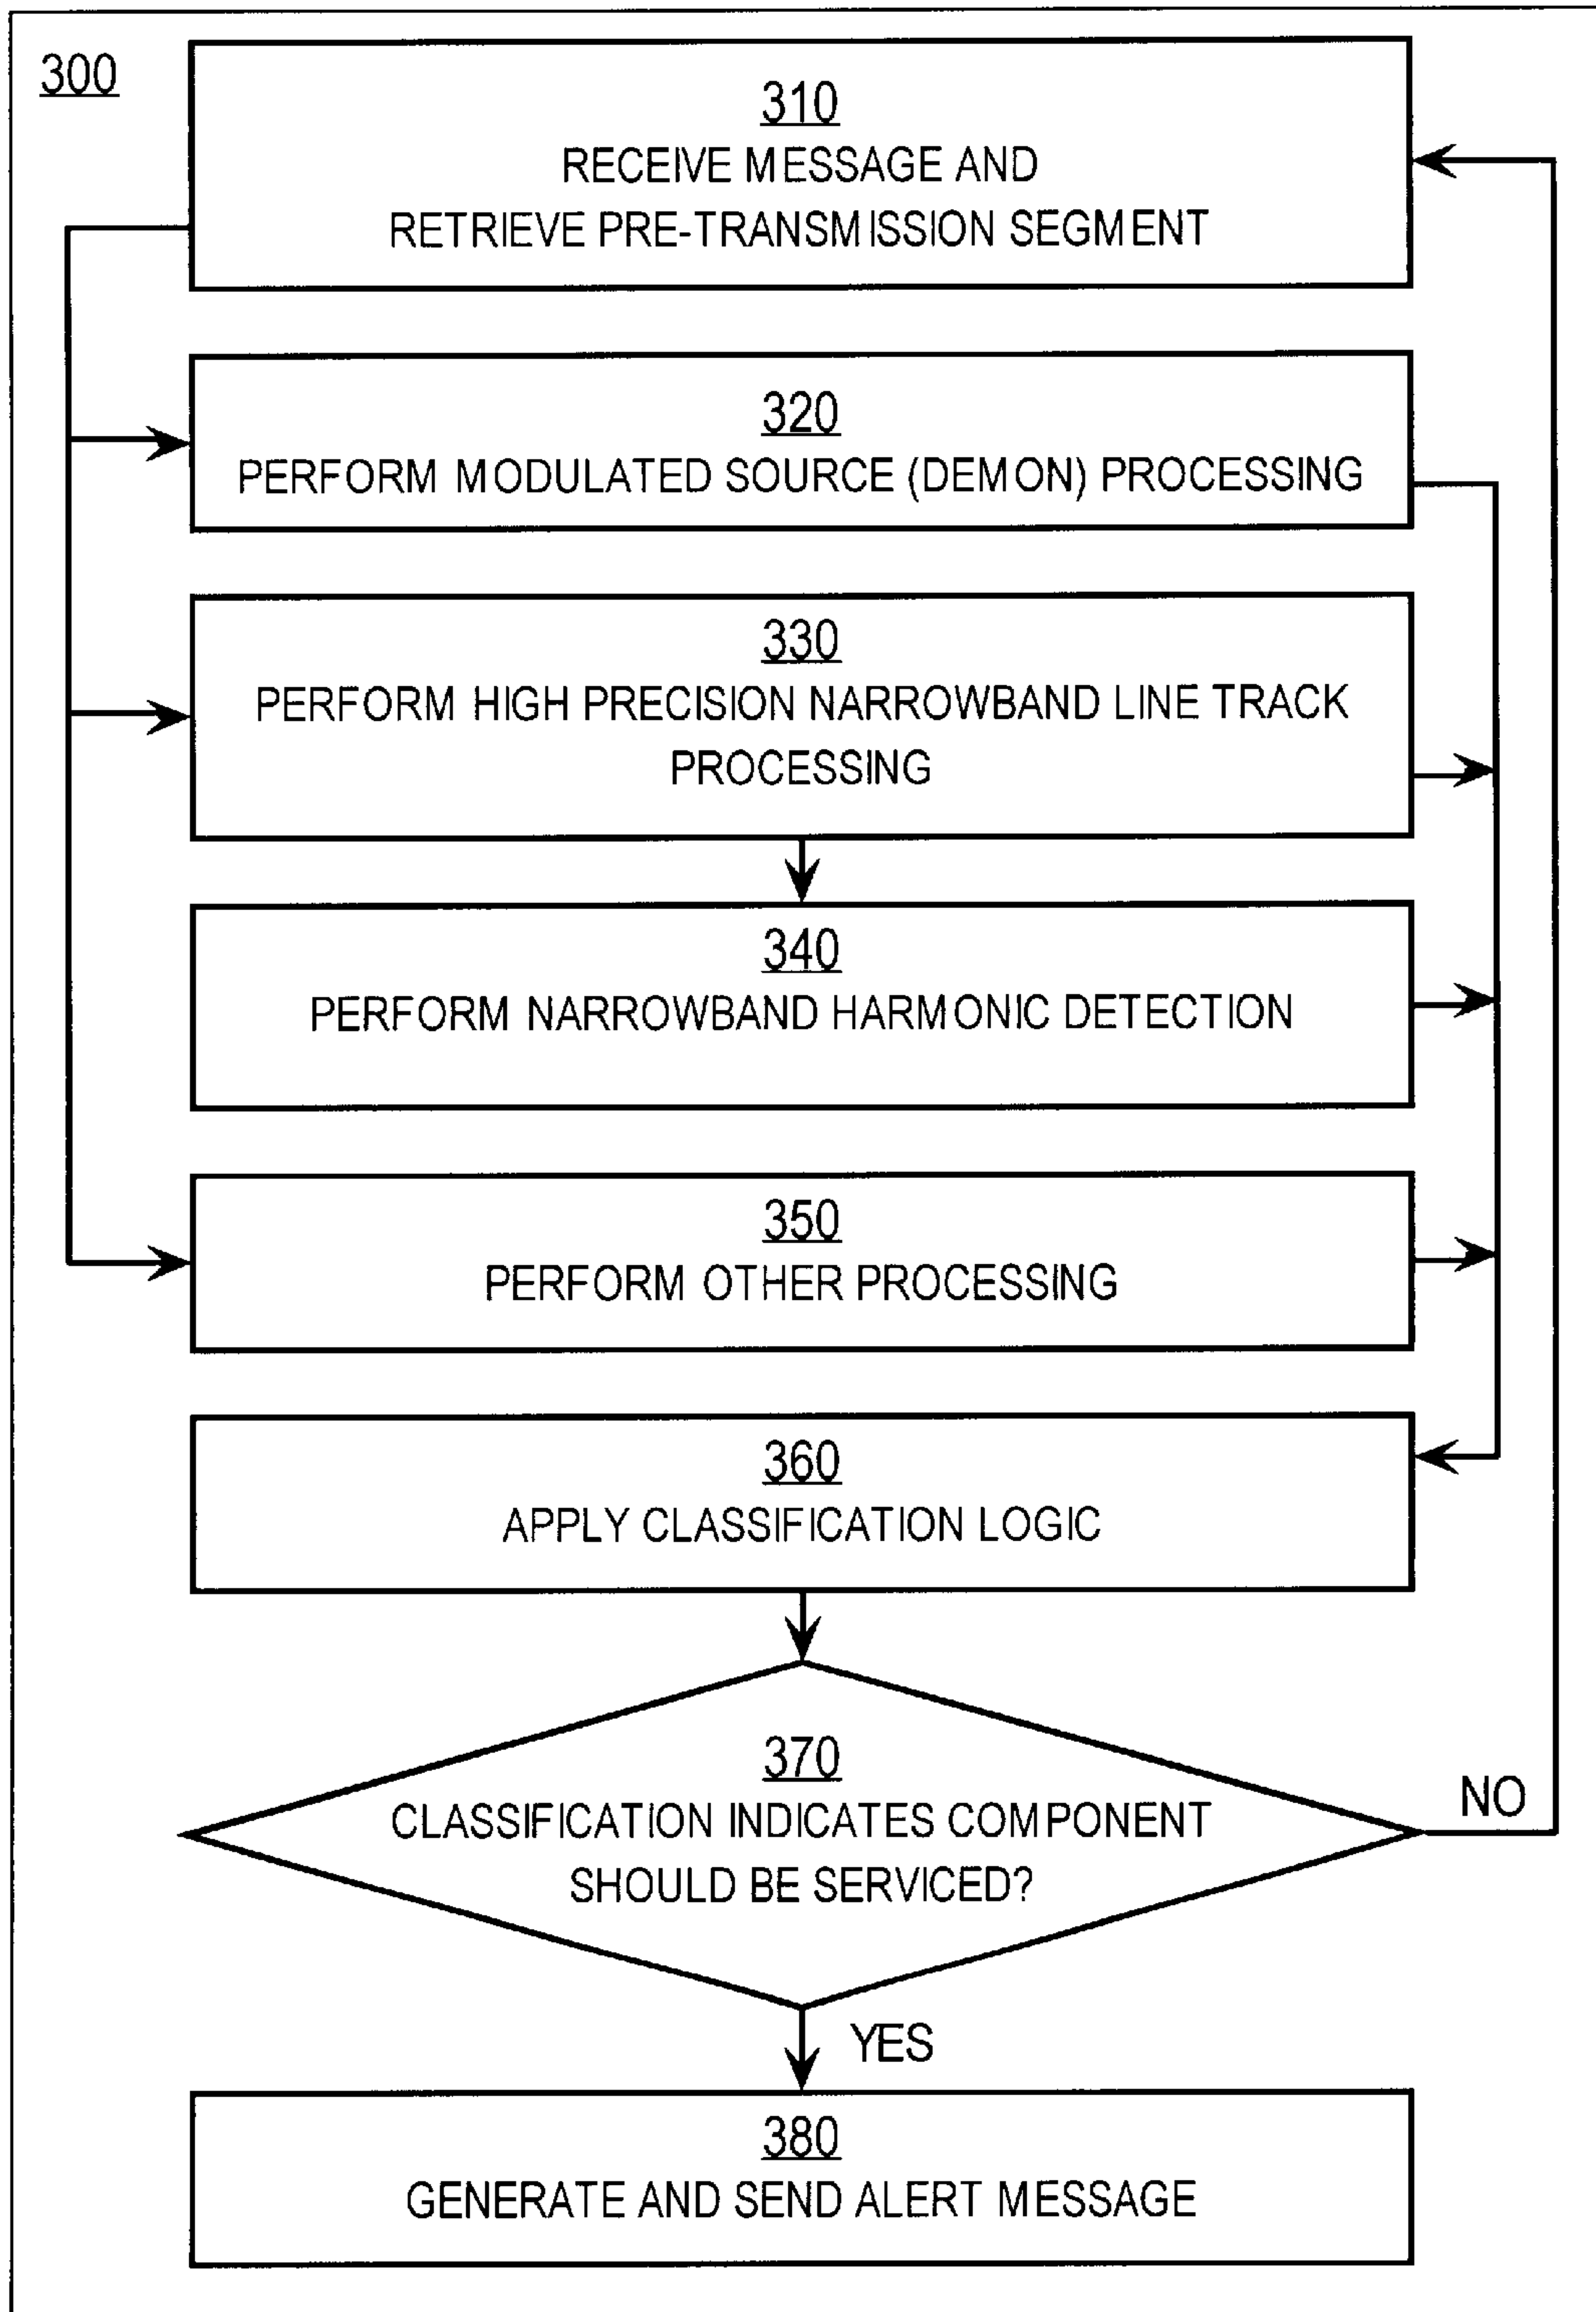 300
310
RECEIVE MESSAGE AND
RETRIEVE PRE-TRANSMISSION SEGMENT
320
PERFORM MODULATED SOURCE (DEMON) PROCESSING
330
PERFORM HIGH PRECISION NARROWBAND LINE TRACK
PROCESSING
340
PERFORM NARROWBAND HARMONIC DETECTION
350
PERFORM OTHER PROCESSING
360
APPLY CLASSIFICATION LOGIC
370
CLASSIFICATION INDICATES COMPONENT
SHOULD BE SERVICED?
NO
YES
380
GENERATE AND SEND ALERT MESSAGE